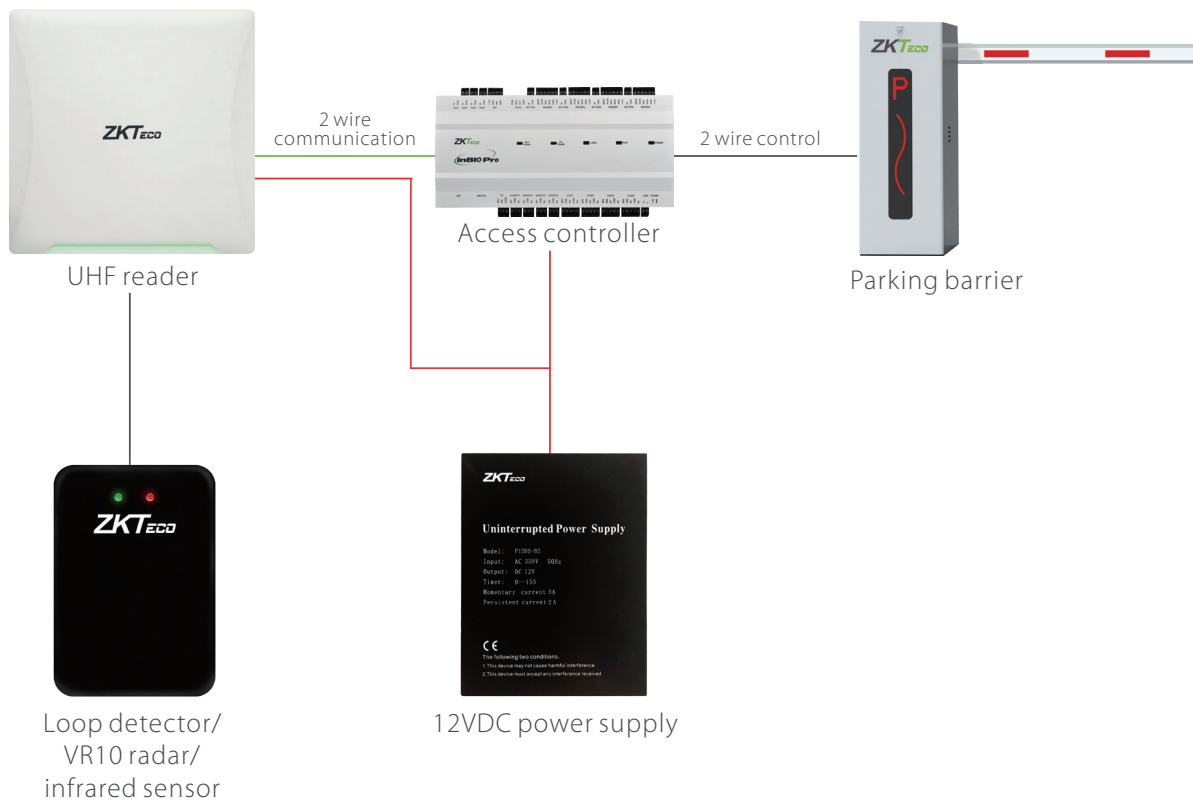 ZKTeco
2 wire
communication
ZKTeco
inBIO Pro
2 wire control
ZKTeco
P
UHF reader
Access controller
Parking barrier
ZKTeco
Loop detector/
VR10 radar/
infrared sensor
ZKTeco
Uninterrupted Power Supply
Input: AC 220V 50Hz
Output: DC 12V
Timer: 0--15S
Momentary current 5A
Persistent current 2A
CE
The following two conditions:
1.This device may not cause harmful interference
2.This device must accept any interference received
12VDC power supply